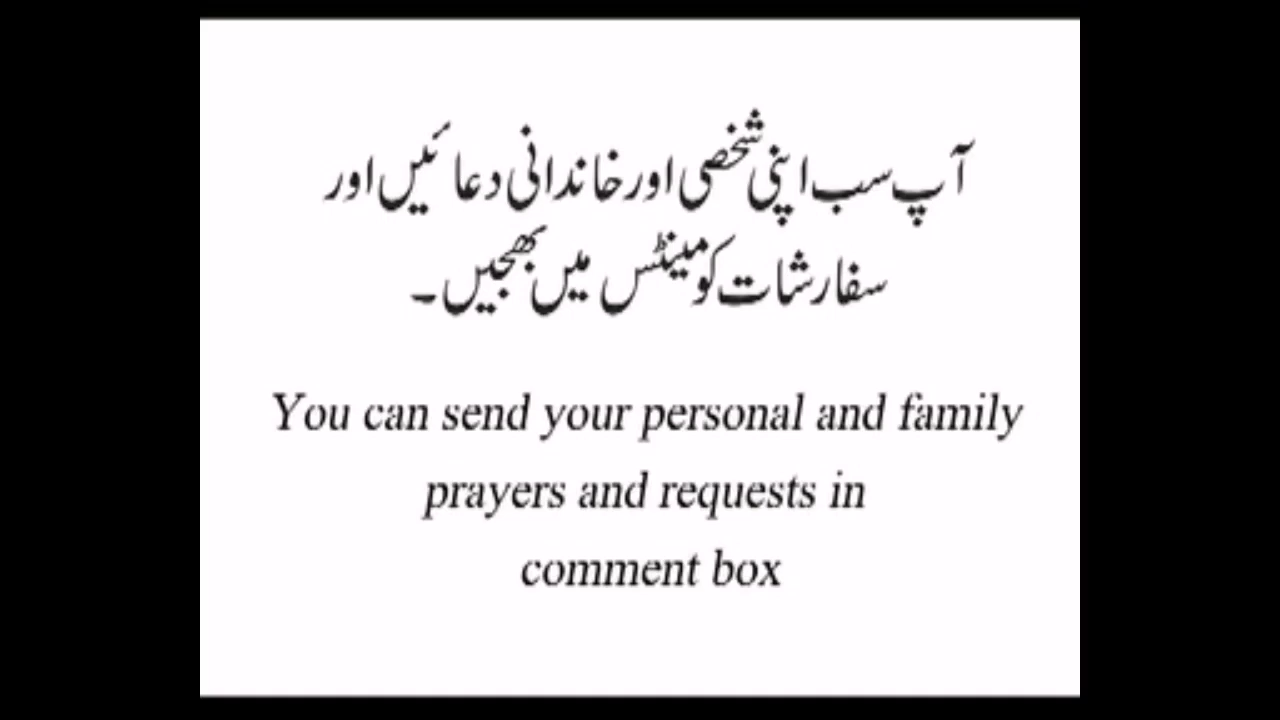 آپ سب اپنی شخصی اور خاندانی دعائیں اور
سفارشات کومینٹس میں بھیجیں۔
You can send your personal and family
prayers and requests in
comment box